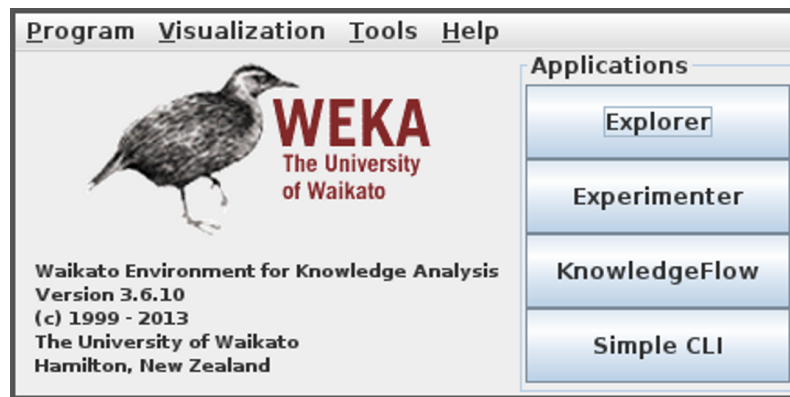 Program Visualization Tools Help
WEKA
The University
of Waikato
Waikato Environment for Knowledge Analysis
Version 3.6.10
(c) 1999 - 2013
The University of Waikato
Hamilton, New Zealand
Applications
Explorer
Experimenter
KnowledgeFlow
Simple CLI